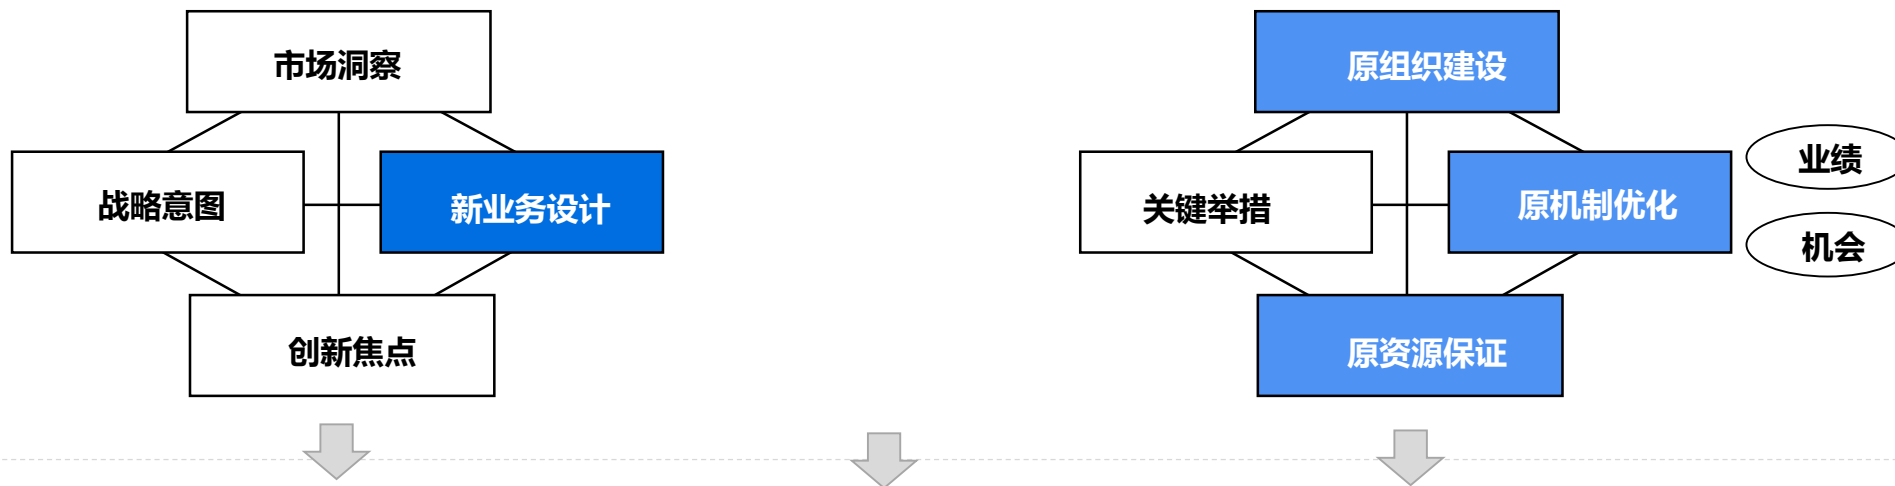 市场洞察
战略意图
新业务设计
创新焦点
原组织建设
关键举措
原机制优化
原资源保证
业绩
机会